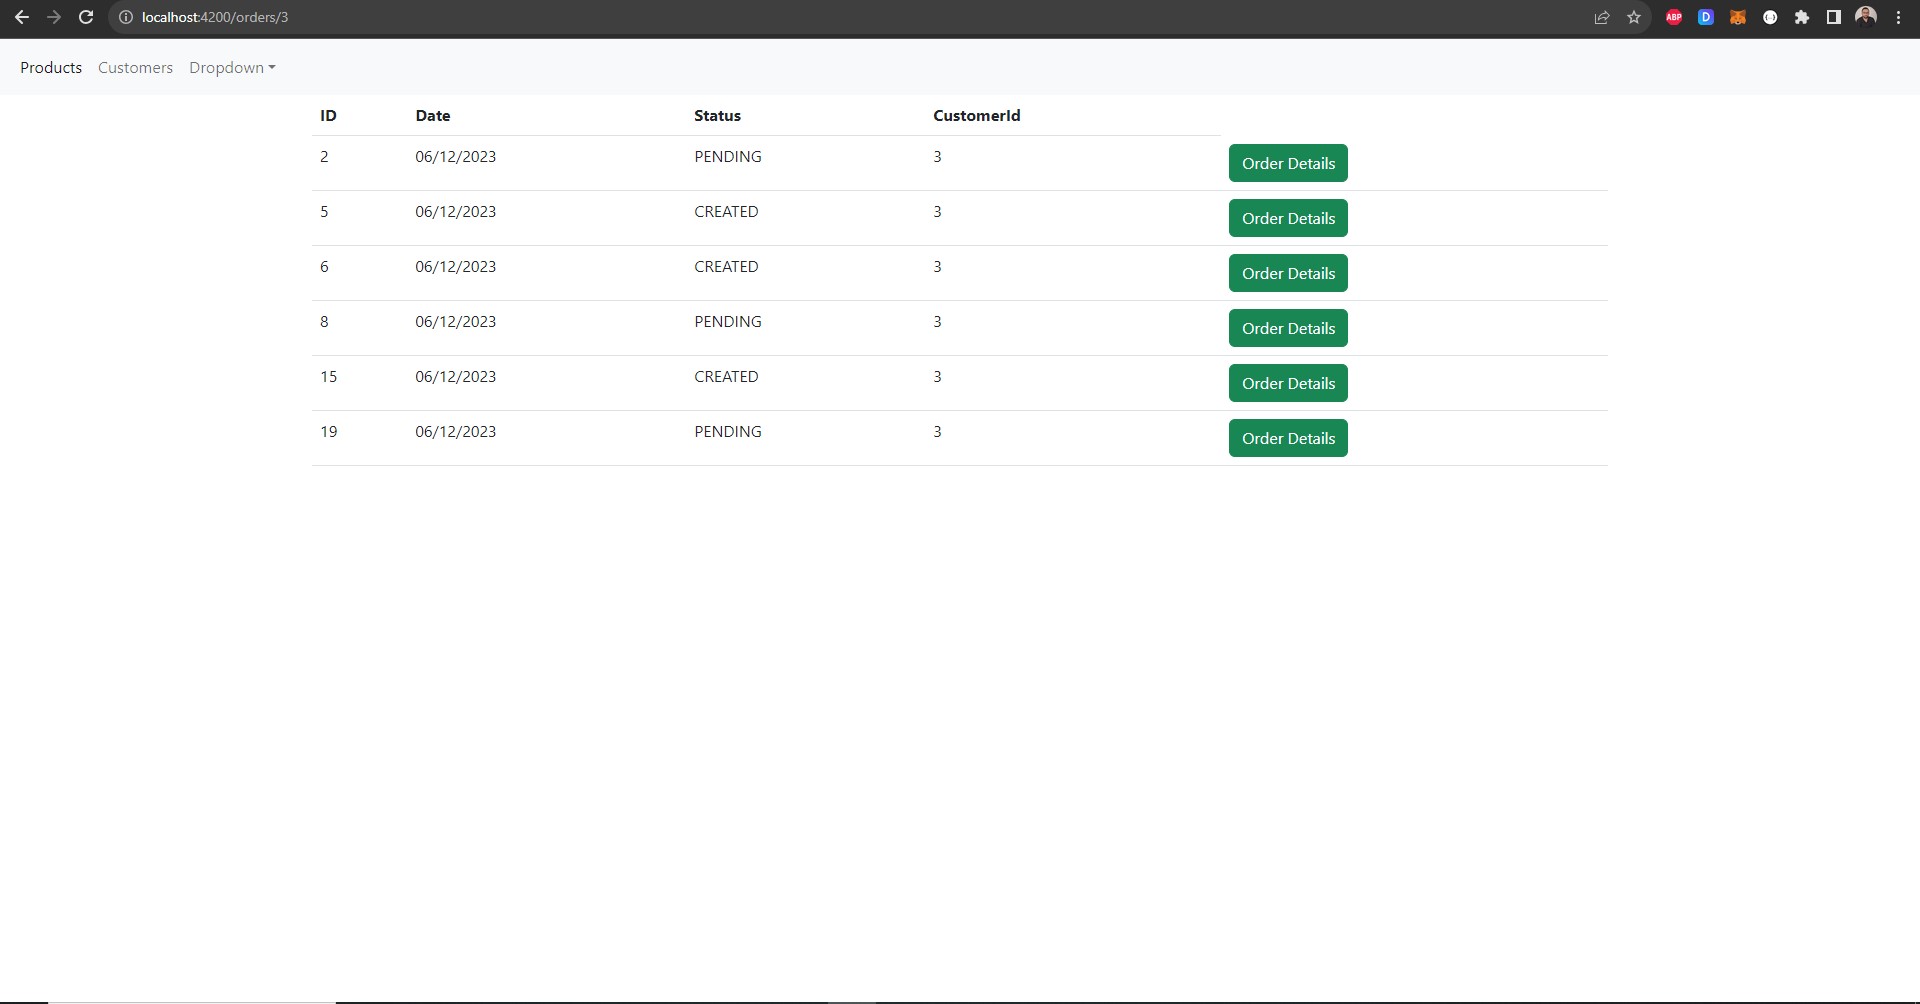 localhost:4200/orders/3
ABP D
Products Customers Dropdown
ID Date Status CustomerId
2 06/12/2023 PENDING 3 Order Details
5 06/12/2023 CREATED 3 Order Details
6 06/12/2023 CREATED 3 Order Details
8 06/12/2023 PENDING 3 Order Details
15 06/12/2023 CREATED 3 Order Details
19 06/12/2023 PENDING 3 Order Details